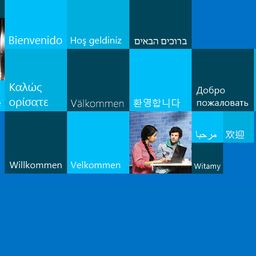 Bienvenido
Hoş geldiniz
ברוכים הבאים
Καλώς
ορίσατε
Välkommen
환영합니다
Добро
пожаловать
Willkommen
Velkommen
مرحبا
欢迎
Witamy